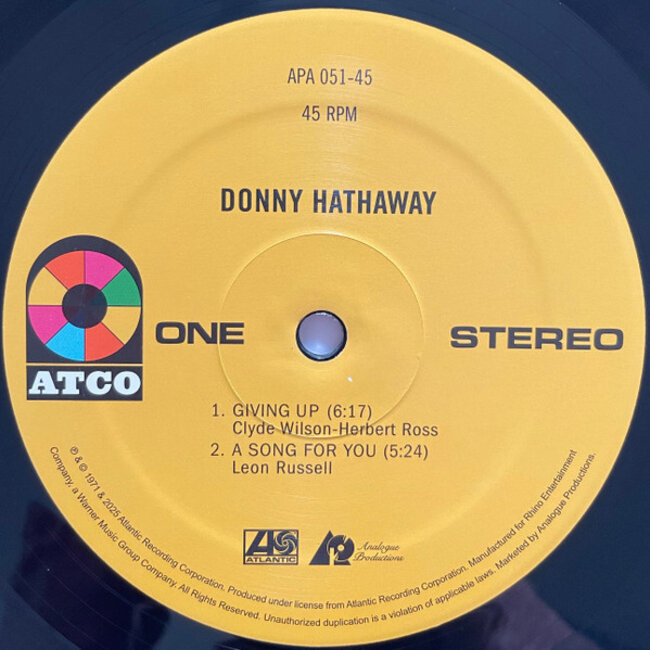 APA 051-45
45 RPM
DONNY HATHAWAY
ATCO
ONE
STEREO
1. GIVING UP (6:17)
Clyde Wilson-Herbert Ross
2. A SONG FOR YOU (5:24)
Leon Russell
ATLANTIC
Analogue
Productions
℗ & © 1971 & 2025 Atlantic Recording Corporation. Produced under license from Atlantic Recording Corporation. Manufactured for Rhino Entertainment
Company, a Warner Music Group Company. All Rights Reserved. Unauthorized duplication is a violation of applicable laws. Marketed by Analogue Productions.